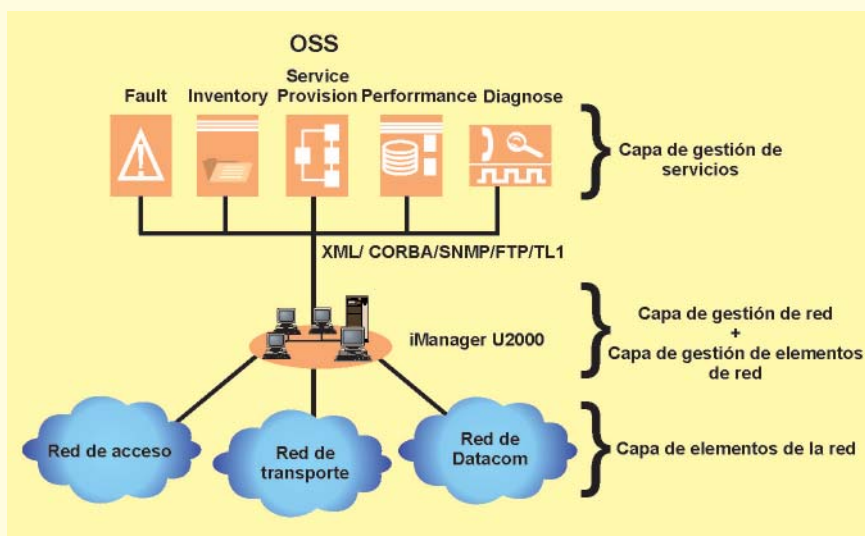 OSS
Fault
Inventory
Service
Provision
Perforrmance
Diagnose
Capa de gestión de
servicios
XML/ CORBA/SNMP/FTP/TL1
iManager U2000
Capa de gestión de red
+
Capa de gestión de elementos
de red
Red de acceso
Red de
transporte
Red de
Datacom
Capa de elementos de la red